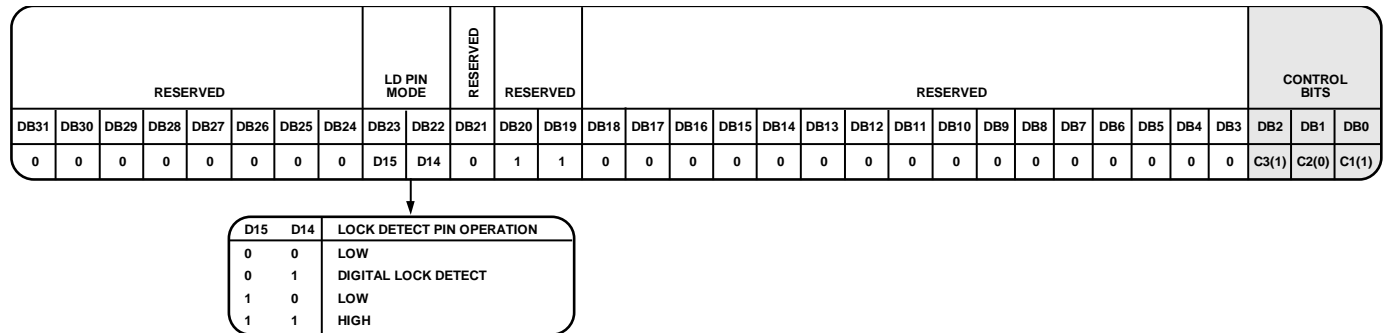 RESERVED
LD PIN
MODE
RESERVED
RESERVED
RESERVED
CONTROL
BITS
DB31 DB30 DB29 DB28 DB27 DB26 DB25 DB24 DB23 DB22 DB21 DB20 DB19 DB18 DB17 DB16 DB15 DB14 DB13 DB12 DB11 DB10 DB9 DB8 DB7 DB6 DB5 DB4 DB3 DB2 DB1 DB0
0 0 0 0 0 0 0 0 D15 D14 0 1 1 0 0 0 0 0 0 0 0 0 0 0 0 0 0 0 0 C3(1) C2(0) C1(1)
D15 D14 LOCK DETECT PIN OPERATION
0 0 LOW
0 1 DIGITAL LOCK DETECT
1 0 LOW
1 1 HIGH